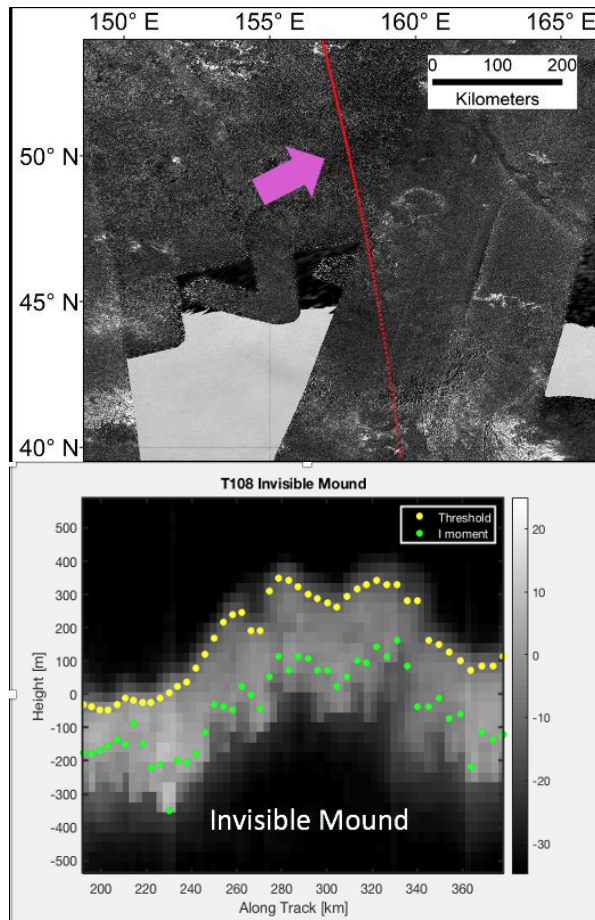 150° E 155° E 160° E 165° E
0 100 200
Kilometers
50° N
45° N
40° N
T108 Invisible Mound
Threshold
I moment
500
400
300
200
100
0
-100
-200
-300
-400
-500
Height [m]
20
10
0
-10
-20
-30
Invisible Mound
200 220 240 260 280 300 320 340 360
Along Track [km]